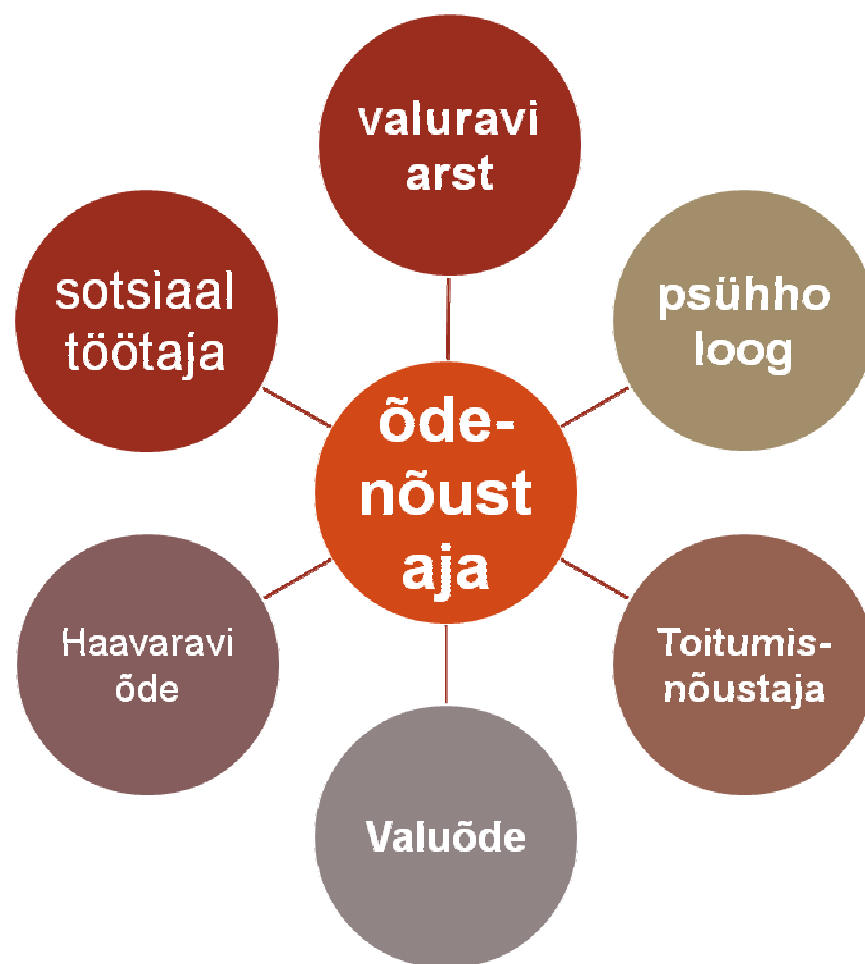 valuravi
arst
sotsiaal
töötaja
psühho
loog
õde-
nõust
aja
Haavaravi
õde
Toitumis-
nõustaja
Valuõde